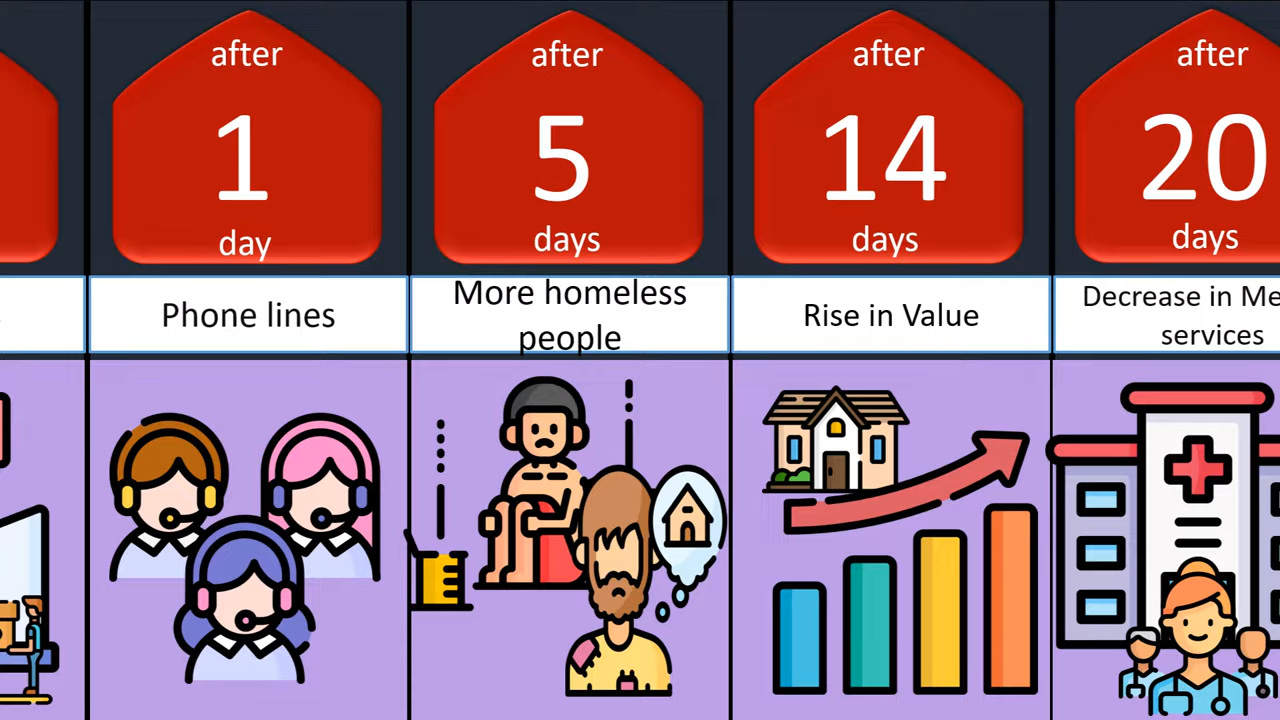 after
1
day
Phone lines
after
5
days
More homeless
people
after
14
days
Rise in Value
after
20
days
Decrease in
services